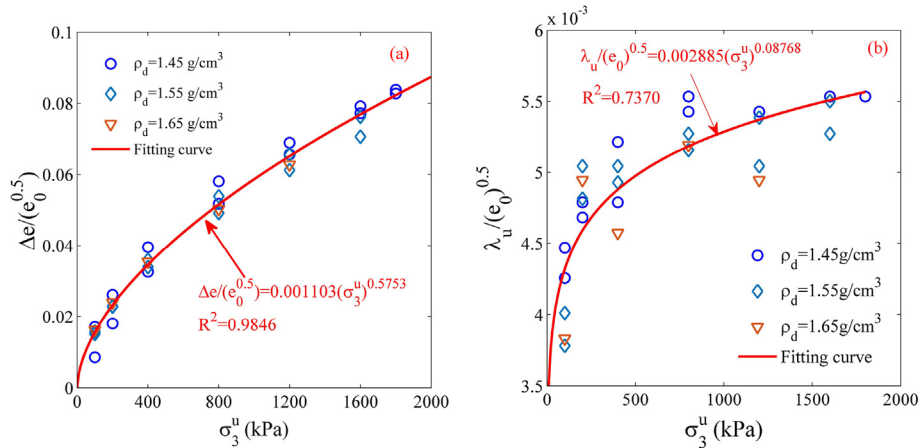 (a)
ρd=1.45 g/cm3
ρd=1.55 g/cm3
ρd=1.65 g/cm3
Fitting curve
Δe/(e0^0.5)=0.001103(σ3^u)^0.5753
R²=0.9846
0.1
0.08
0.06
0.04
0.02
0
0 400 800 1200 1600 2000
Δe/(e0^0.5)
σ3^u (kPa)
6 ×10^-3
(b)
λu/(e0)^0.5=0.002885(σ3^u)^0.08768
R²=0.7370
ρd=1.45g/cm3
ρd=1.55g/cm3
ρd=1.65g/cm3
Fitting curve
5.5
5
4.5
4
3.5
0 500 1000 1500 2000
λu/(e0)^0.5
σ3^u (kPa)